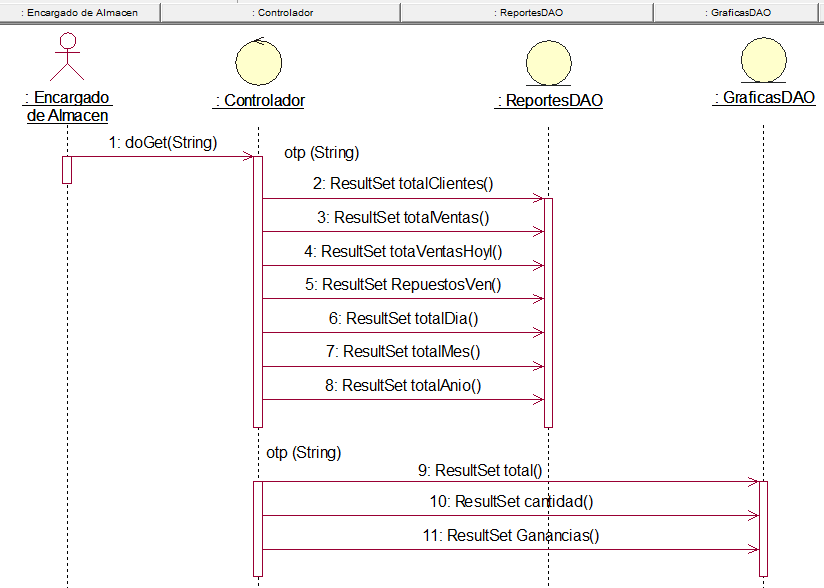 : Encargado de Almacen
: Controlador
: ReportesDAO
: GraficasDAO
: Encargado
de Almacen
: Controlador
: ReportesDAO
: GraficasDAO
1: doGet(String)
otp (String)
2: ResultSet totalClientes()
3: ResultSet totalVentas()
4: ResultSet totaVentasHoyl()
5: ResultSet RepuestosVen()
6: ResultSet totalDia()
7: ResultSet totalMes()
8: ResultSet totalAnio()
otp (String)
9: ResultSet total()
10: ResultSet cantidad()
11: ResultSet Ganancias()